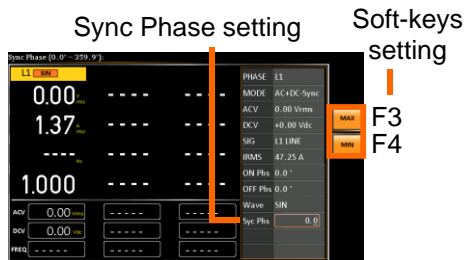 Sync Phase setting
Soft-keys setting
Sync Phase (0.0° ~ 359.9°):
L1 SIN
0.00 V rms
1.37 A rms
---- Hz
1.000
---- ----
---- ----
---- ----
---- ----
ACV 0.00 Vrms ----- -----
DCV 0.00 Vdc ----- -----
FREQ ----- ----- -----
PHASE L1
MODE AC+DC-Sync
ACV 0.00 Vrms
DCV +0.00 Vdc
SIG L1 LINE
IRMS 47.25 A
ON Phs 0.0 °
OFF Phs 0.0 °
Wave SIN
Syc Phs 0.0
MAX F3
MIN F4